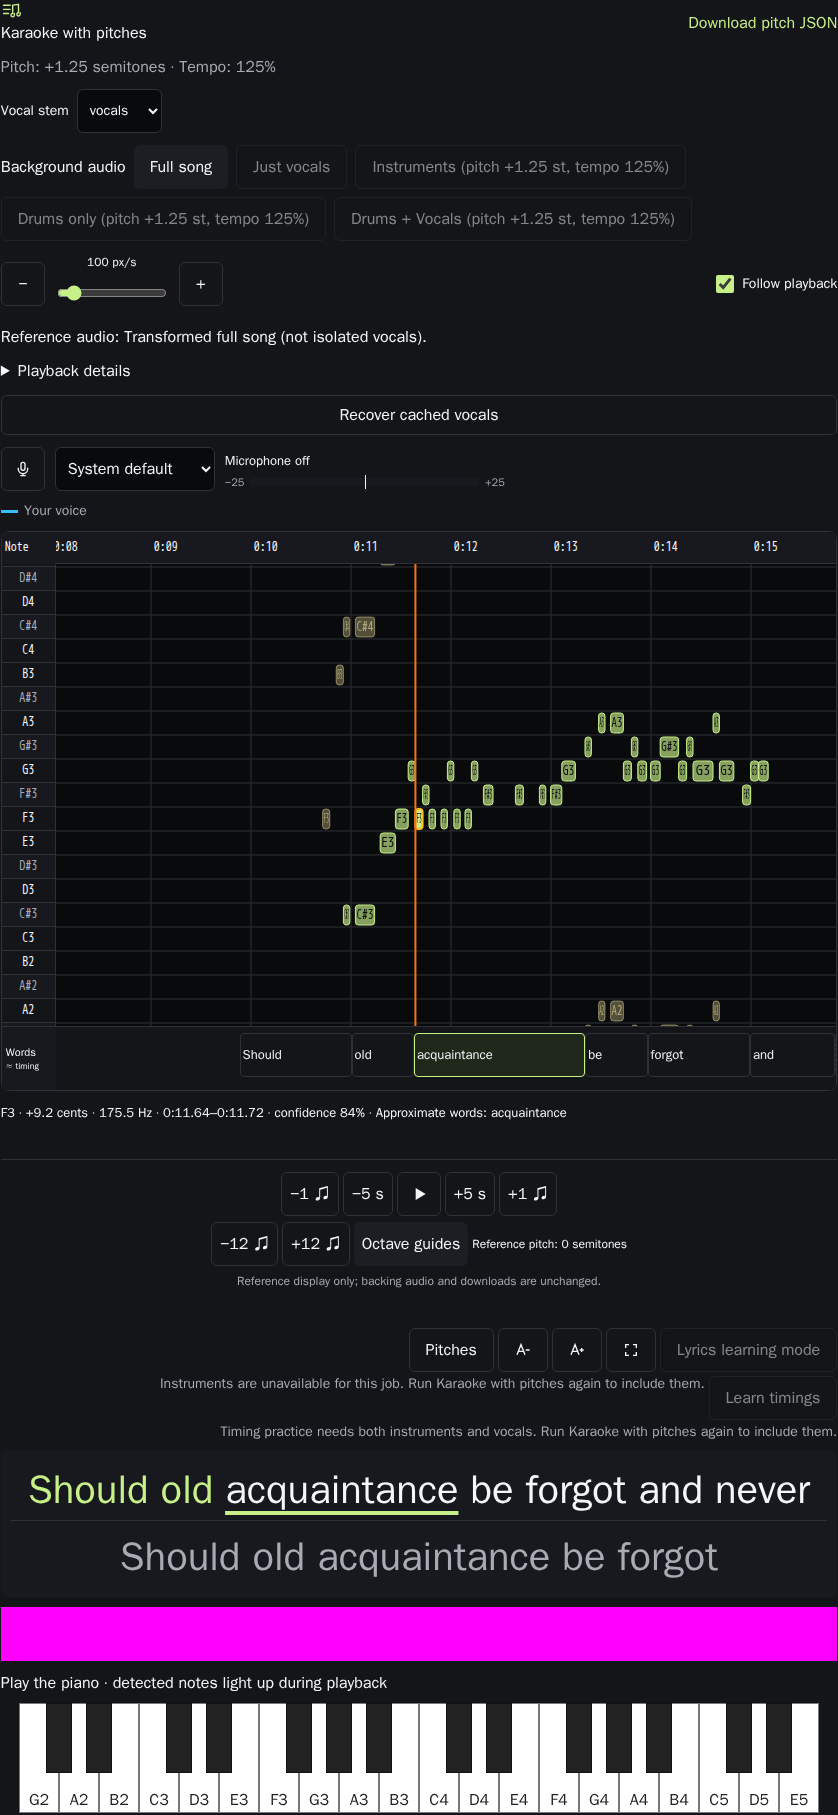 Karaoke with pitches
Download pitch JSON
Pitch: +1.25 semitones · Tempo: 125%
Vocal stem vocals
Background audio Full song Just vocals Instruments (pitch +1.25 st, tempo 125%)
Drums only (pitch +1.25 st, tempo 125%) Drums + Vocals (pitch +1.25 st, tempo 125%)
100 px/s
− + Follow playback
Reference audio: Transformed full song (not isolated vocals).
Playback details
Recover cached vocals
System default Microphone off
−25 +25
Your voice
Note 0:08 0:09 0:10 0:11 0:12 0:13 0:14 0:15
D#4
D4
C#4 C#4
C4
B3
A#3
A3 A3
G#3 G#3
G3 G3 G3 G3
F#3
F3 F3
E3 E3
D#3
D3
C#3 C#3
C3
B2
A#2
A2 A2
Words
≈ timing
Should old acquaintance be forgot and
F3 · +9.2 cents · 175.5 Hz · 0:11.64–0:11.72 · confidence 84% · Approximate words: acquaintance
−1 ♫ −5 s +5 s +1 ♫
−12 ♫ +12 ♫ Octave guides Reference pitch: 0 semitones
Reference display only; backing audio and downloads are unchanged.
Pitches A- A+ Lyrics learning mode
Instruments are unavailable for this job. Run Karaoke with pitches again to include them.
Learn timings
Timing practice needs both instruments and vocals. Run Karaoke with pitches again to include them.
Should old acquaintance be forgot and never
Should old acquaintance be forgot
Play the piano · detected notes light up during playback
G2 A2 B2 C3 D3 E3 F3 G3 A3 B3 C4 D4 E4 F4 G4 A4 B4 C5 D5 E5